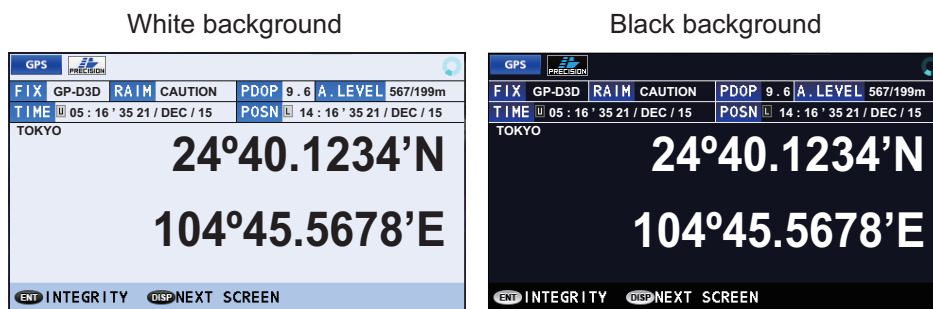 White background
GPS PRECISION
FIX GP-D3D RAIM CAUTION PDOP 9.6 A.LEVEL 567/199m
TIME U 05 : 16 ’ 35 21 / DEC / 15 POSN L 14 : 16 ’ 35 21 / DEC / 15
TOKYO
24º40.1234’N
104º45.5678’E
ENT INTEGRITY DISP NEXT SCREEN
Black background
GPS PRECISION
FIX GP-D3D RAIM CAUTION PDOP 9.6 A.LEVEL 567/199m
TIME U 05 : 16 ’ 35 21 / DEC / 15 POSN L 14 : 16 ’ 35 21 / DEC / 15
TOKYO
24º40.1234’N
104º45.5678’E
ENT INTEGRITY DISP NEXT SCREEN